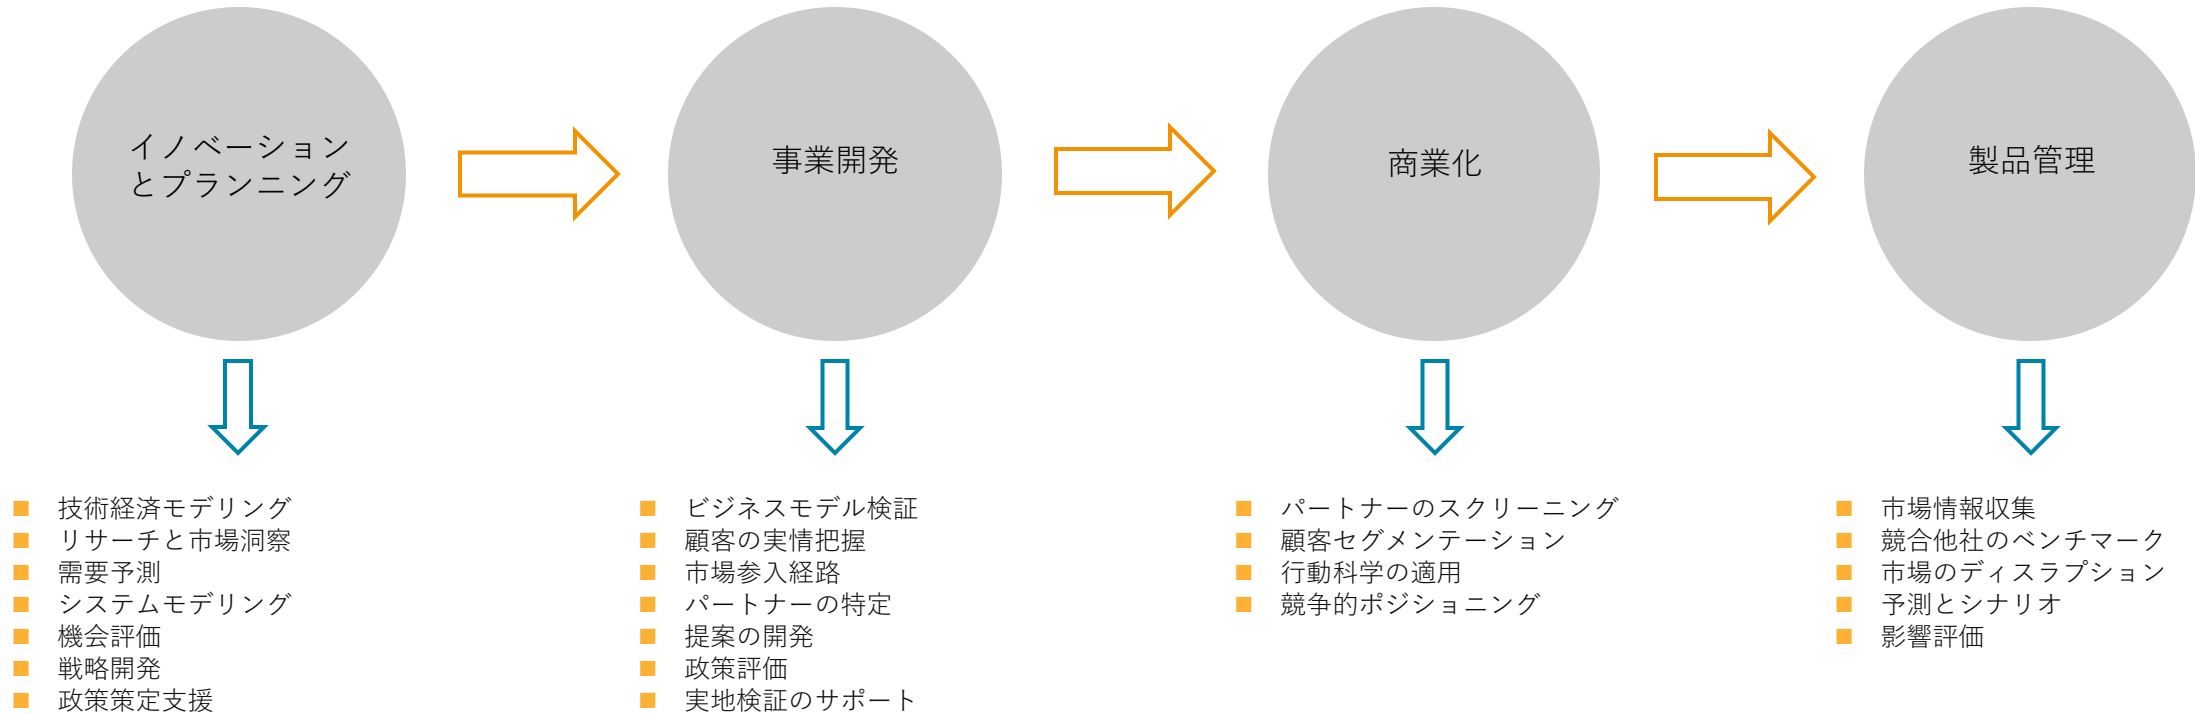 イノベーション
とプランニング
事業開発
商業化
製品管理
技術経済モデリング
リサーチと市場洞察
需要予測
システムモデリング
機会評価
戦略開発
政策策定支援
ビジネスモデル検証
顧客の実情把握
市場参入経路
パートナーの特定
提案の開発
政策評価
実地検証のサポート
パートナーのスクリーニング
顧客セグメンテーション
行動科学の適用
競争的ポジショニング
市場情報収集
競合他社のベンチマーク
市場のディスラプション
予測とシナリオ
影響評価